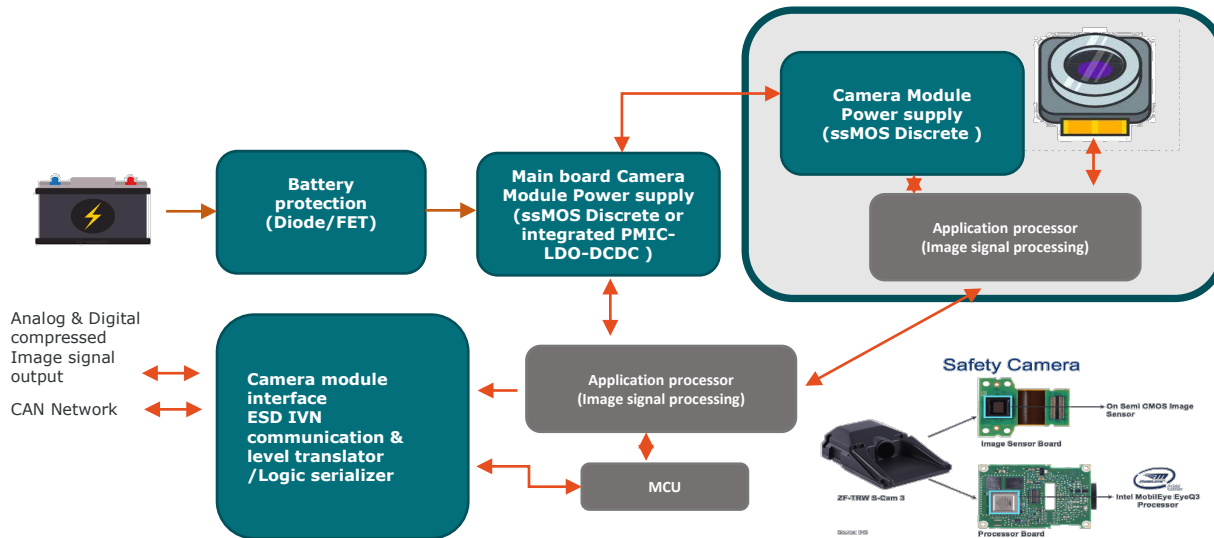 Camera Module
Power supply
(ssMOS Discrete )
Battery
protection
(Diode/FET)
Main board Camera
Module Power supply
(ssMOS Discrete or
integrated PMIC-
LDO-DCDC )
Application processor
(Image signal processing)
Analog & Digital
compressed
Image signal
output
CAN Network
Camera module
interface
ESD IVN
communication &
level translator
/Logic serializer
Application processor
(Image signal processing)
MCU
Safety Camera
On Semi CMOS Image
Sensor
Image Sensor Board
ZF-TRW S-Cam 3
Intel MobilEye EyeQ3
Processor
Source: IHS
Processor Board